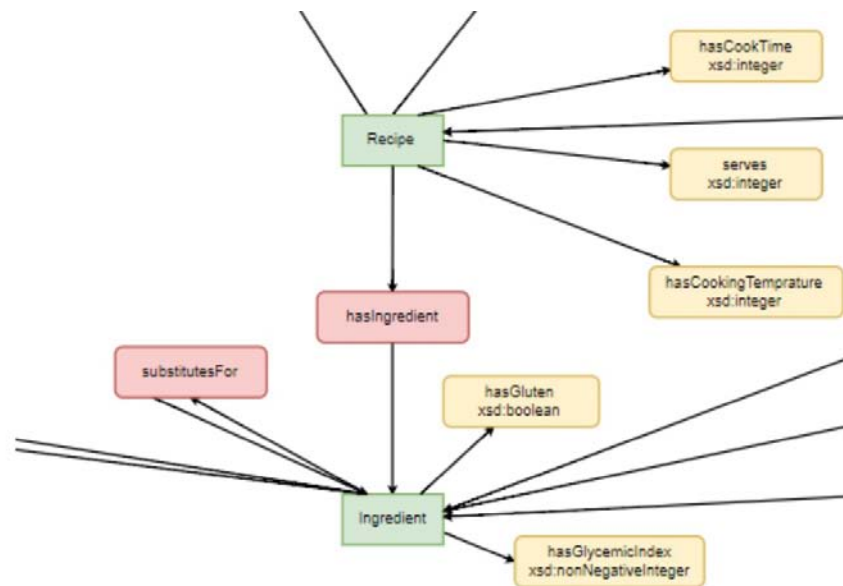 hasCookTime
xsd:integer
Recipe
serves
xsd:integer
hasCookingTemprature
xsd:integer
hasIngredient
substitutesFor
hasGluten
xsd:boolean
Ingredient
hasGlycemicIndex
xsd:nonNegativeInteger